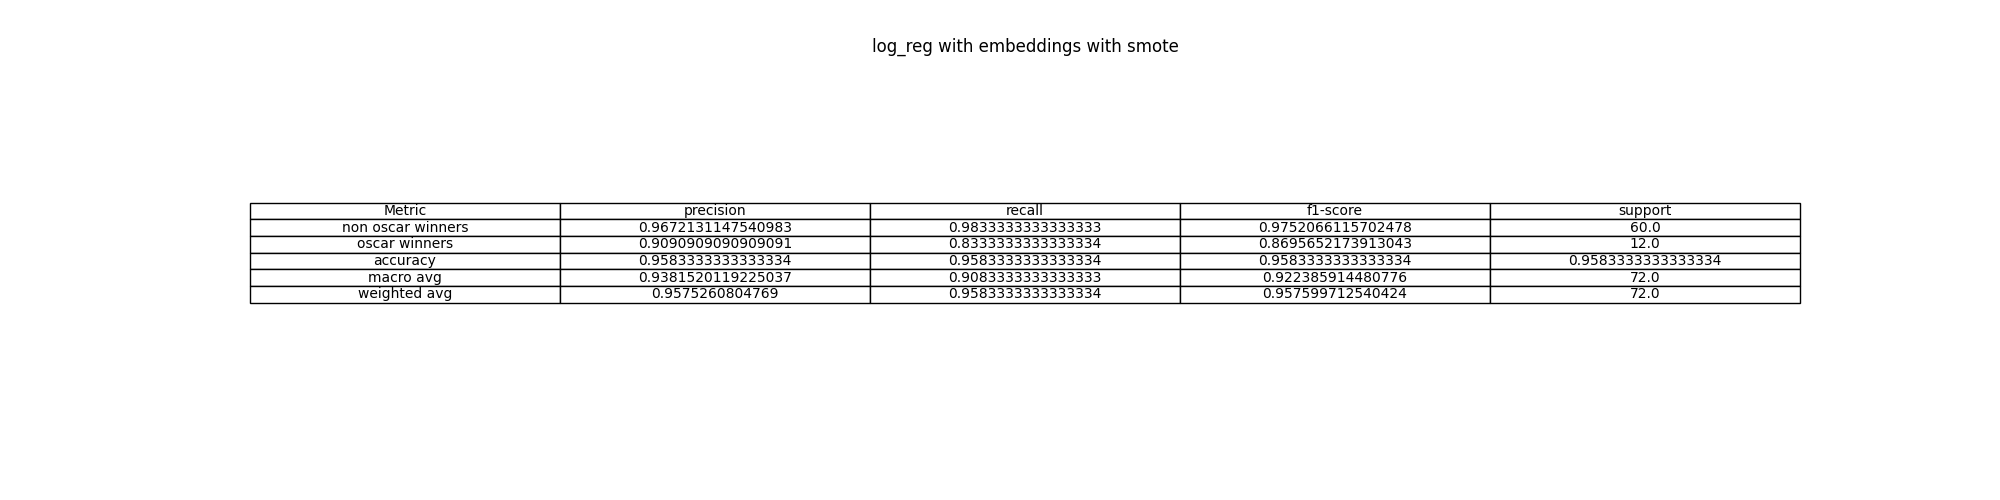 log_reg with embeddings with smote
Metric precision recall f1-score support
non oscar winners 0.9672131147540983 0.9833333333333333 0.9752066115702478 60.0
oscar winners 0.9090909090909091 0.8333333333333334 0.8695652173913043 12.0
accuracy 0.9583333333333334 0.9583333333333334 0.9583333333333334 0.9583333333333334
macro avg 0.9381520119225037 0.9083333333333333 0.922385914480776 72.0
weighted avg 0.9575260804769 0.9583333333333334 0.957599712540424 72.0